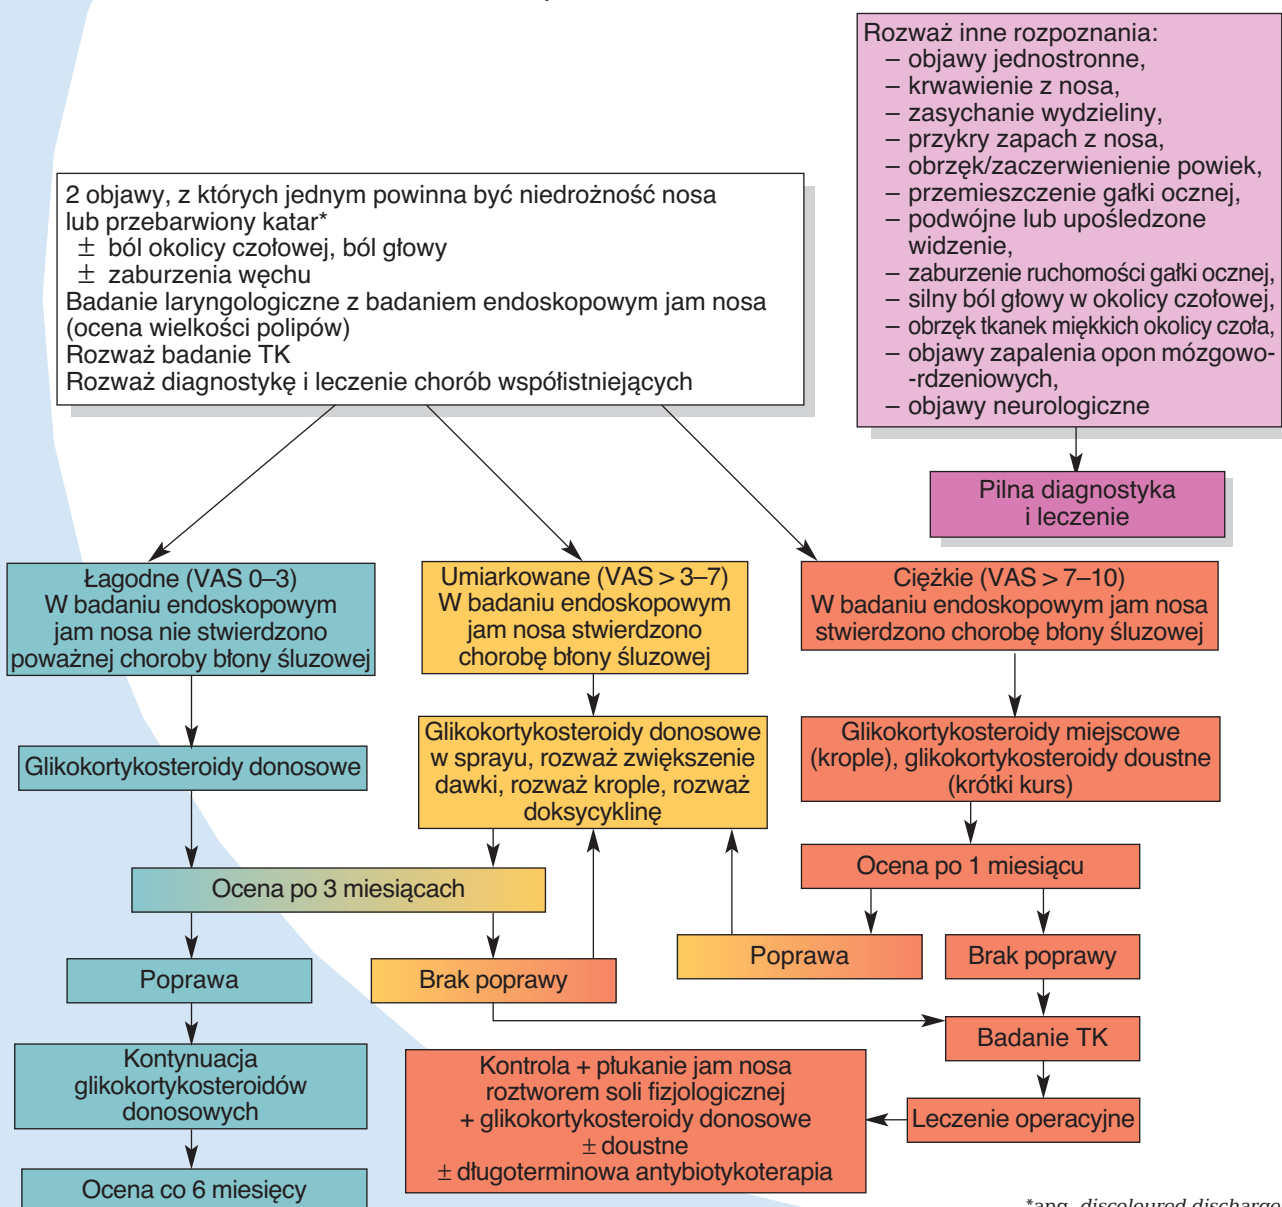 Rozważ inne rozpoznania:
– objawy jednostronne,
– krwawienie z nosa,
– zasychanie wydzieliny,
– przykry zapach z nosa,
– obrzęk/zaczerwienienie powiek,
– przemieszczenie gałki ocznej,
– podwójne lub upośledzone
widzenie,
– zaburzenie ruchomości gałki ocznej,
– silny ból głowy w okolicy czołowej,
– obrzęk tkanek miękkich okolicy czoła,
– objawy zapalenia opon mózgowo-
-rdzeniowych,
– objawy neurologiczne
Pilna diagnostyka
i leczenie
2 objawy, z których jednym powinna być niedrożność nosa
lub przebarwiony katar*
± ból okolicy czołowej, ból głowy
± zaburzenia węchu
Badanie laryngologiczne z badaniem endoskopowym jam nosa
(ocena wielkości polipów)
Rozważ badanie TK
Rozważ diagnostykę i leczenie chorób współistniejących
Łagodne (VAS 0–3)
W badaniu endoskopowym
jam nosa nie stwierdzono
poważnej choroby błony śluzowej
Umiarkowane (VAS > 3–7)
W badaniu endoskopowym
jam nosa stwierdzono
chorobę błony śluzowej
Ciężkie (VAS > 7–10)
W badaniu endoskopowym jam nosa
stwierdzono chorobę błony śluzowej
Glikokortykosteroidy donosowe
Glikokortykosteroidy donosowe
w sprayu, rozważ zwiększenie
dawki, rozważ krople, rozważ
doksycyklinę
Glikokortykosteroidy miejscowe
(krople), glikokortykosteroidy doustne
(krótki kurs)
Ocena po 3 miesiącach
Ocena po 1 miesiącu
Poprawa
Brak poprawy
Poprawa
Brak poprawy
Badanie TK
Kontynuacja
glikokortykosteroidów
donosowych
Kontrola + płukanie jam nosa
roztworem soli fizjologicznej
+ glikokortykosteroidy donosowe
± doustne
± długoterminowa antybiotykoterapia
Leczenie operacyjne
Ocena co 6 miesięcy
*ang. discoloured discharge